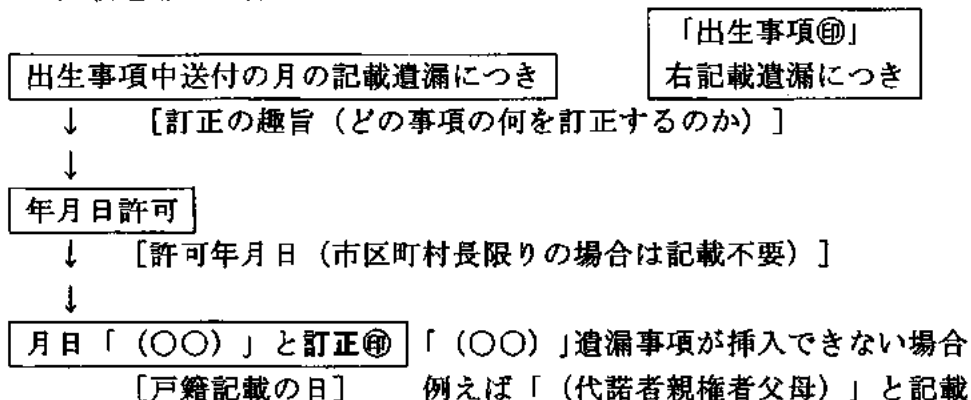 「出生事項㊞」
出生事項中送付の月の記載遺漏につき
右記載遺漏につき
↓ [訂正の趣旨（どの事項の何を訂正するのか）]
↓
年月日許可
↓ [許可年月日（市区町村長限りの場合は記載不要）]
↓
月日「（○○）」と訂正㊞ 「（○○）」遺漏事項が挿入できない場合
[戸籍記載の日] 例えば「（代諾者親権者父母）」と記載